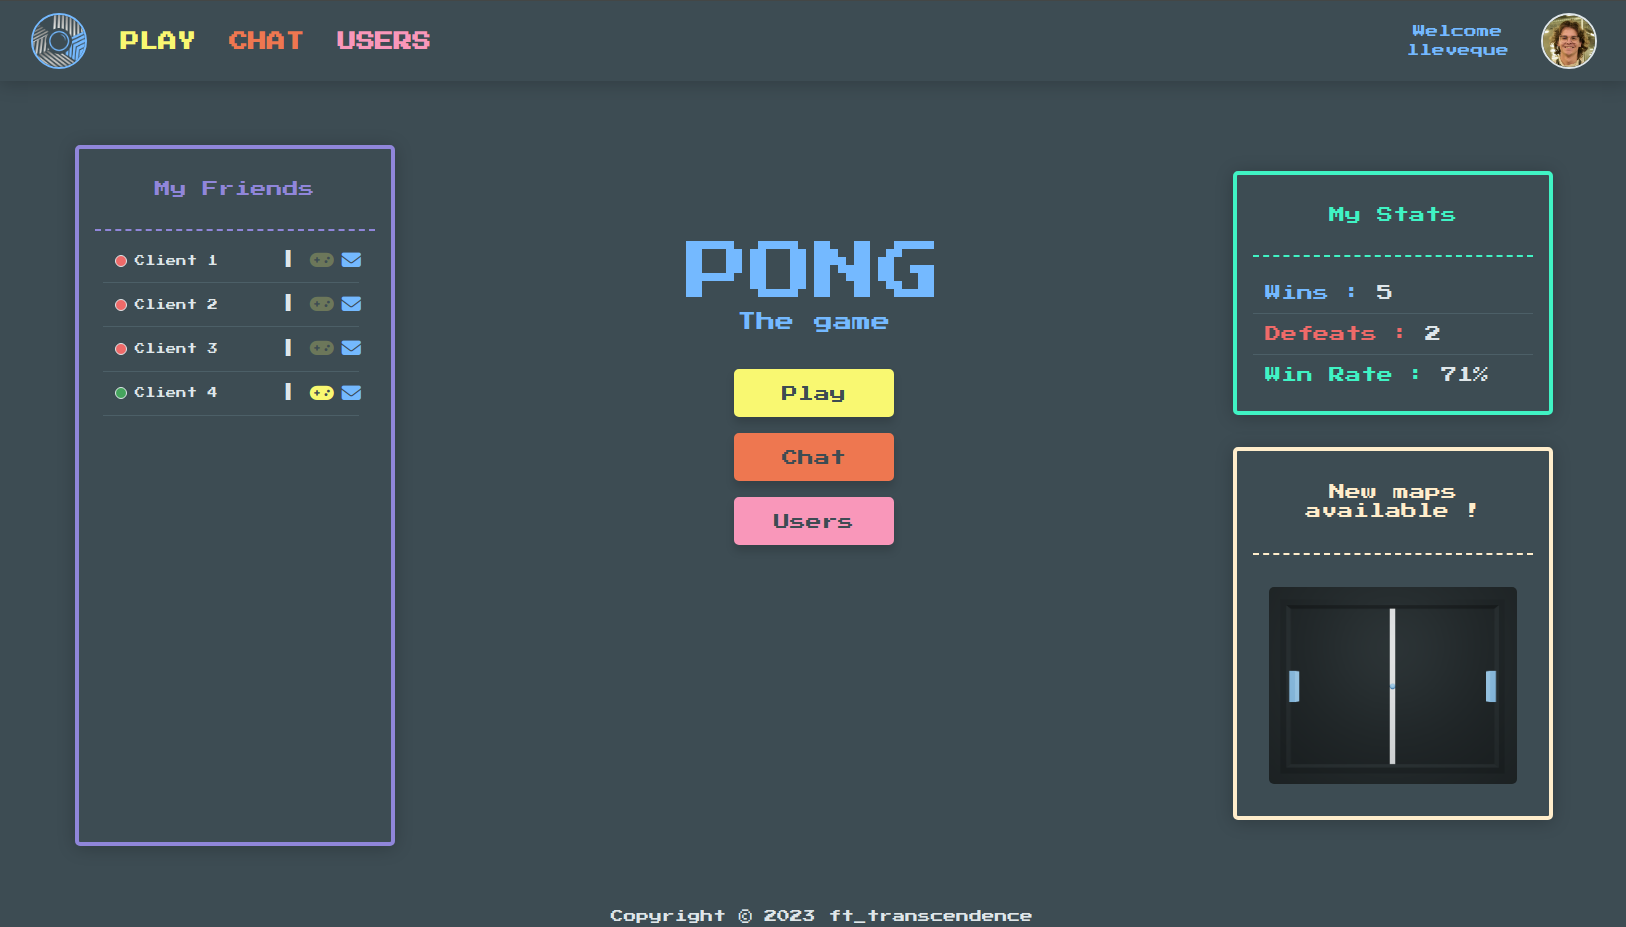 PLAY CHAT USERS
Welcome
lleveque
My Friends
Client 1
Client 2
Client 3
Client 4
PONG
The game
Play
Chat
Users
My Stats
Wins : 5
Defeats : 2
Win Rate : 71%
New maps
available !
Copyright © 2023 ft_transcendence